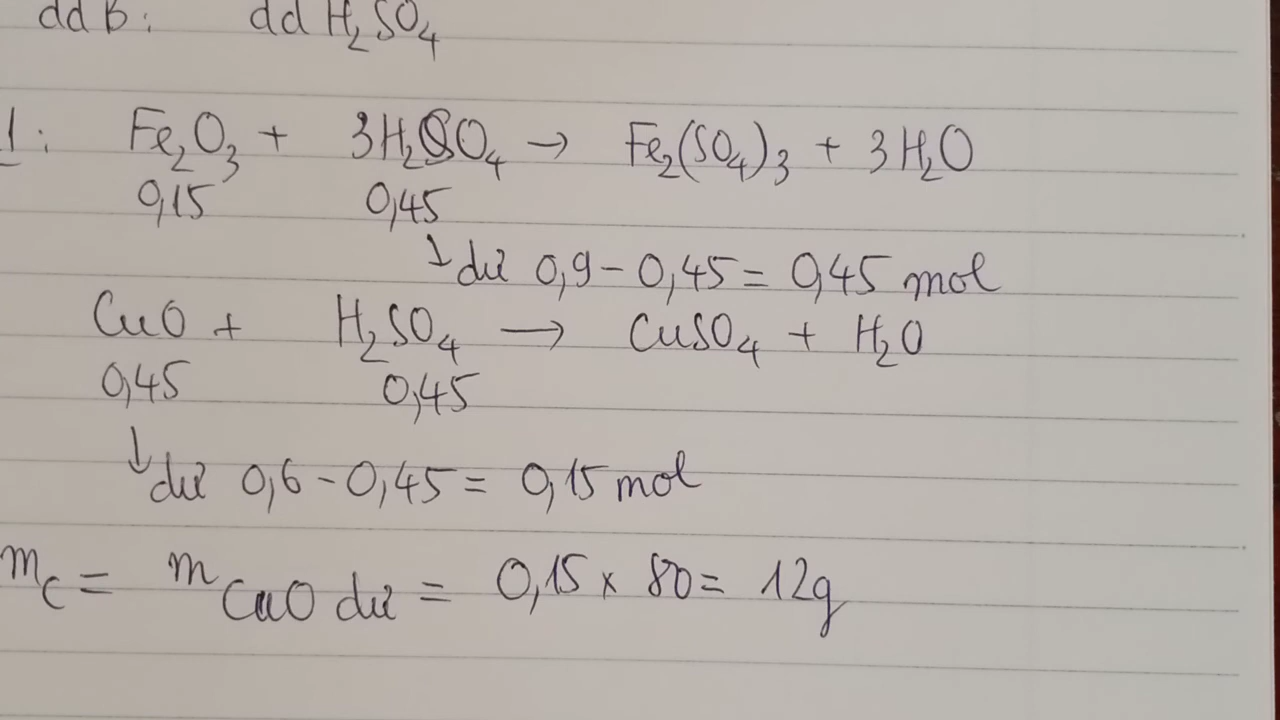 dd B: dd H₂SO₄
1: Fe₂O₃ + 3H₂SO₄ → Fe₂(SO₄)₃ + 3H₂O
0,15 0,45
↳ dư 0,9 - 0,45 = 0,45 mol
CuO + H₂SO₄ → CuSO₄ + H₂O
0,45 0,45
↳ dư 0,6 - 0,45 = 0,15 mol
m_C = m_CuO dư = 0,15 x 80 = 12g